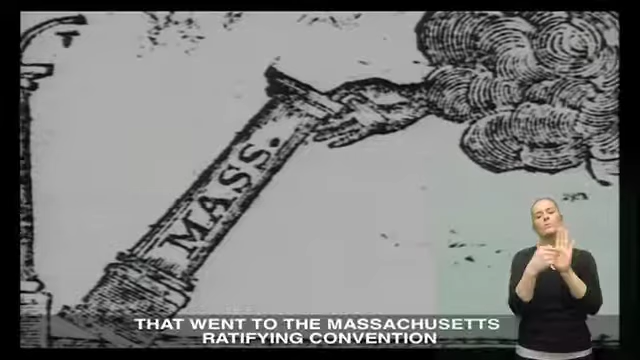 MASS.
THAT WENT TO THE MASSACHUSETTS
RATIFYING CONVENTION